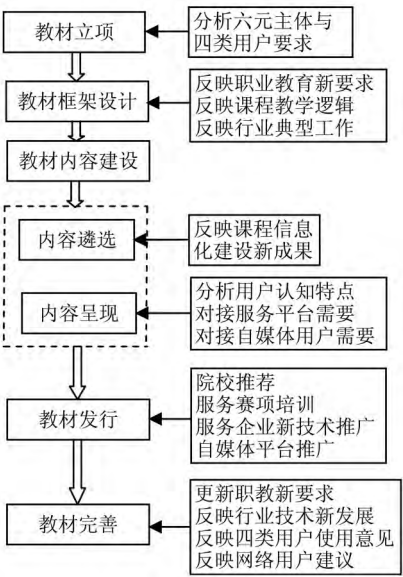 教材立项
分析六元主体与
四类用户要求
教材框架设计
反映职业教育新要求
反映课程教学逻辑
反映行业典型工作
教材内容建设
内容遴选
反映课程信息
化建设新成果
内容呈现
分析用户认知特点
对接服务平台需要
对接自媒体用户需要
教材发行
院校推荐
服务赛项培训
服务企业新技术推广
自媒体平台推广
教材完善
更新职教新要求
反映行业技术新发展
反映四类用户使用意见
反映网络用户建议